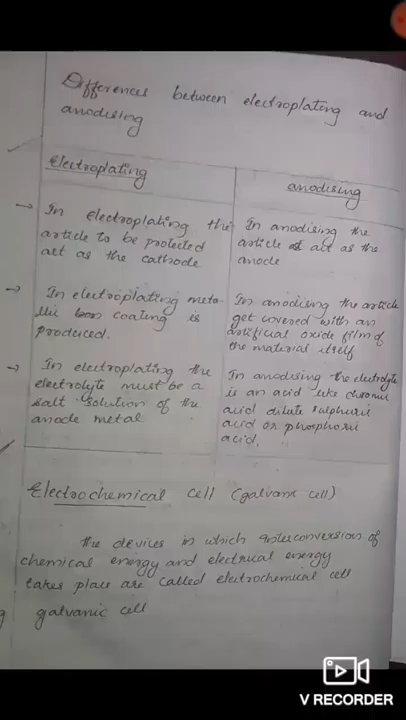 Differences between electroplating and
anodising
Electroplating
anodising
→ In electroplating the
article to be protected
act as the cathode
In anodising the
article act as the
anode
→ In electroplating meta-
llic coating is
produced.
In anodising the article
get covered with an
artificial oxide film of
the material itself
→ In electroplating the
electrolyte must be a
salt solution of the
anode metal
In anodising the electrolyte
is an acid like chromic
acid dilute sulphuric
acid or phosphoric
acid.
Electrochemical cell (galvanic cell)
The devices in which interconversion of
chemical energy and electrical energy
takes place are called electrochemical cell
g galvanic cell
V RECORDER